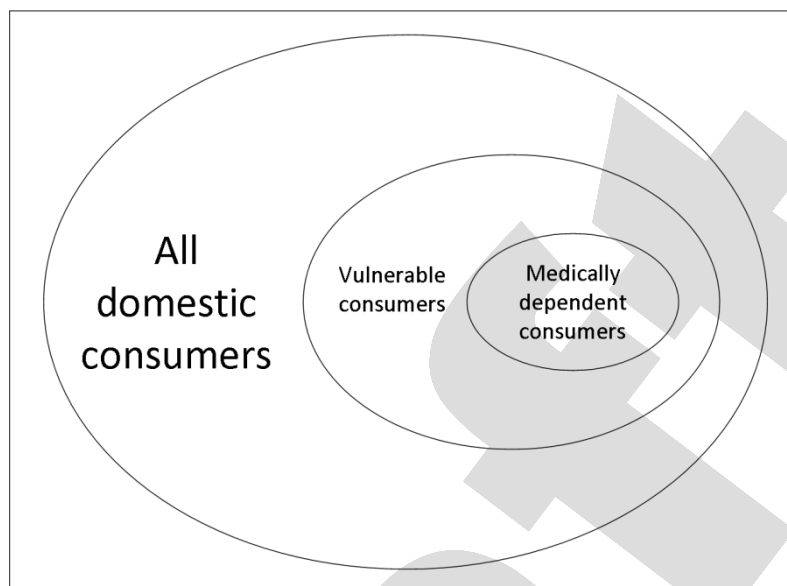 All
domestic
consumers
Vulnerable
consumers
Medically
dependent
consumers